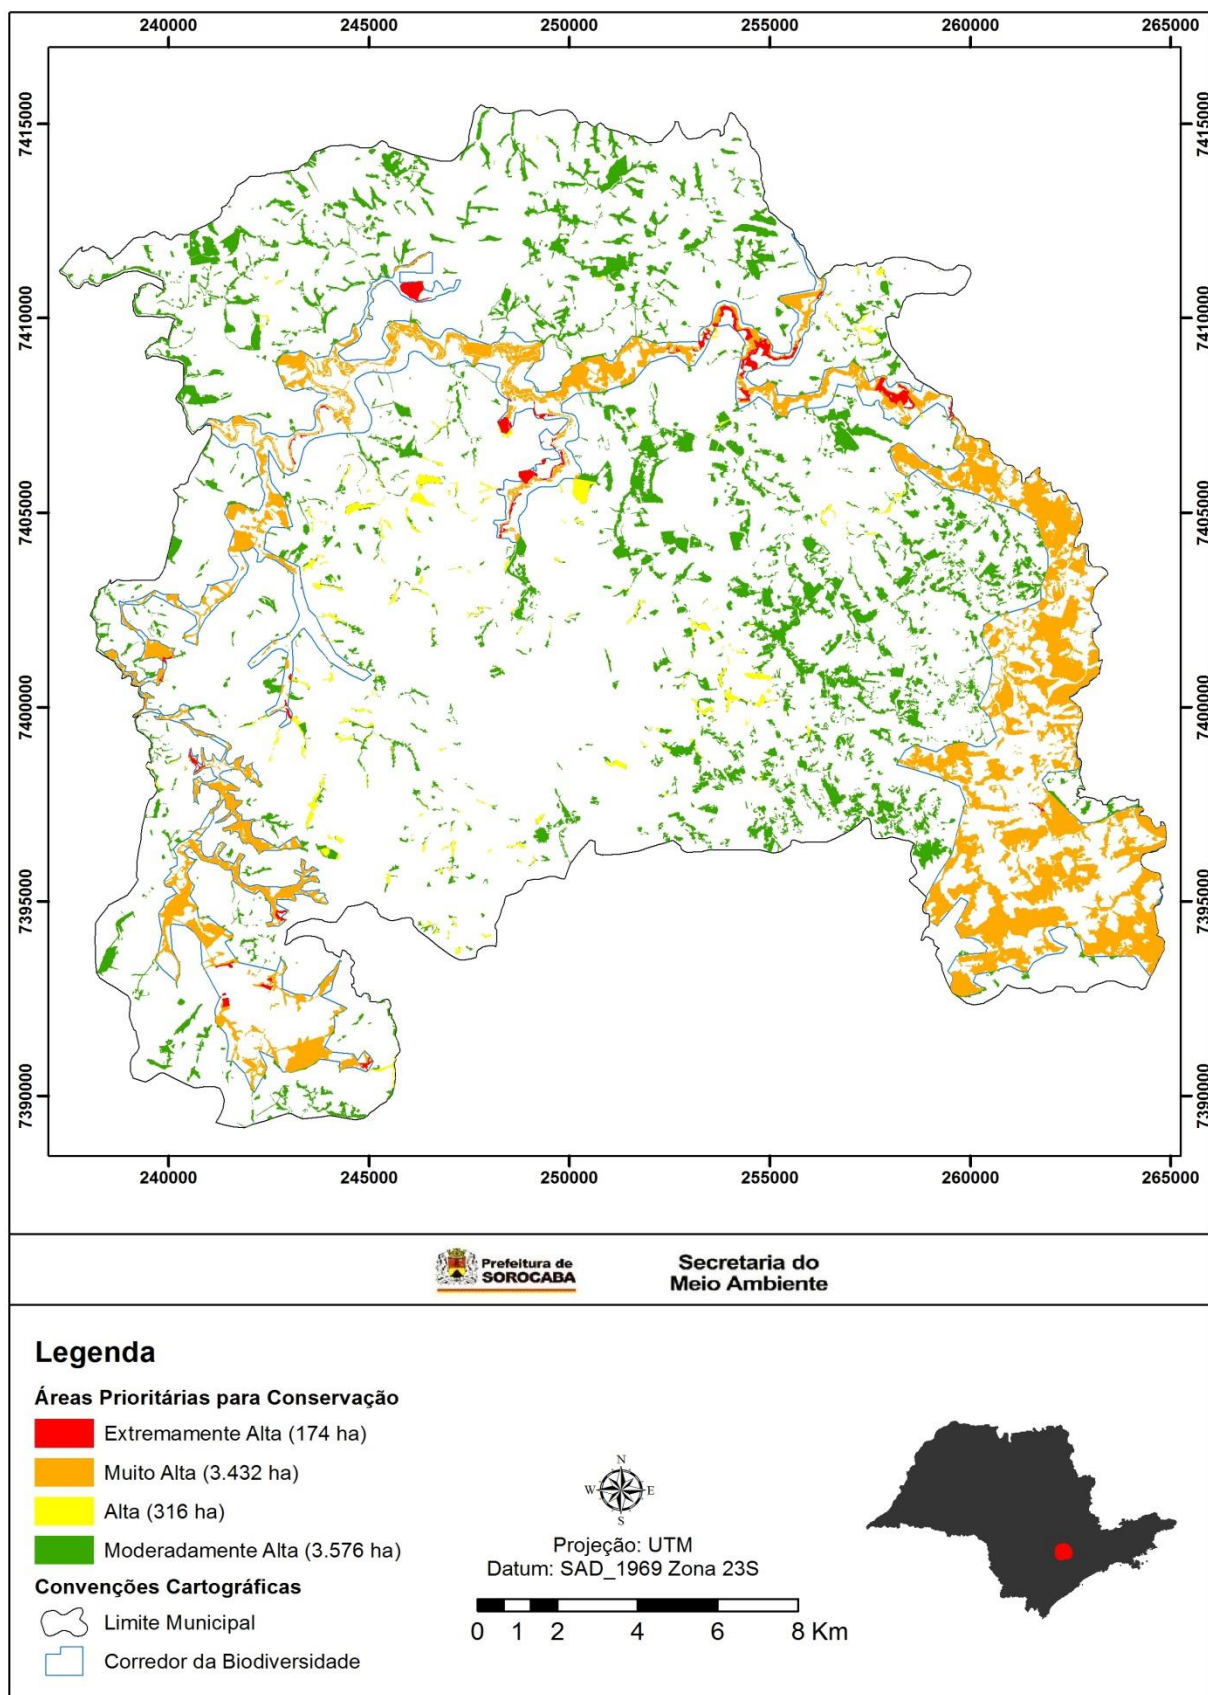 240000 245000 250000 255000 260000 265000
7415000 7415000
7410000 7410000
7405000 7405000
7400000 7400000
7395000 7395000
7390000 7390000
240000 245000 250000 255000 260000 265000
Prefeitura de
SOROCABA
Secretaria do
Meio Ambiente
Legenda
Áreas Prioritárias para Conservação
Extremamente Alta (174 ha)
Muito Alta (3.432 ha)
Alta (316 ha)
Moderadamente Alta (3.576 ha)
Convenções Cartográficas
Limite Municipal
Corredor da Biodiversidade
N
W E
S
Projeção: UTM
Datum: SAD_1969 Zona 23S
0 1 2 4 6 8 Km